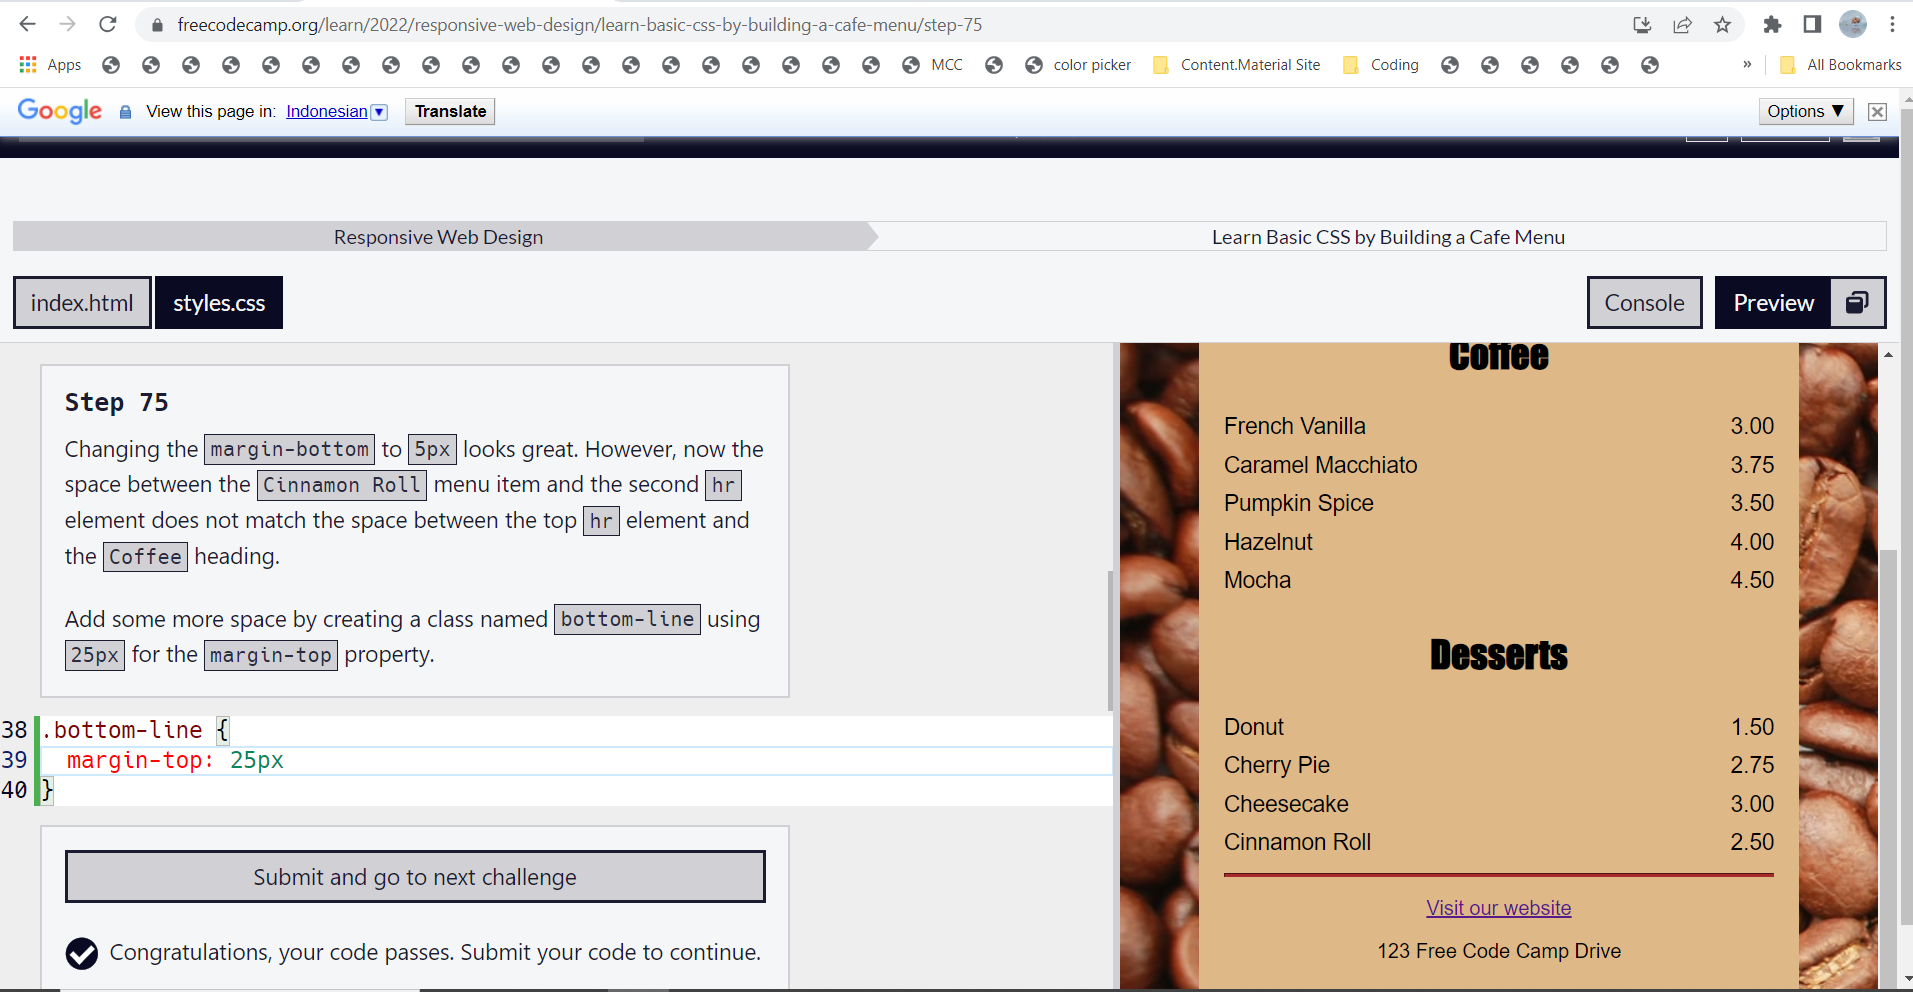 freecodecamp.org/learn/2022/responsive-web-design/learn-basic-css-by-building-a-cafe-menu/step-75
Apps MCC color picker Content.Material Site Coding » All Bookmarks
Google View this page in: Indonesian Translate Options ▼
Responsive Web Design Learn Basic CSS by Building a Cafe Menu
index.html styles.css Console Preview
Step 75
Changing the margin-bottom to 5px looks great. However, now the
space between the Cinnamon Roll menu item and the second hr
element does not match the space between the top hr element and
the Coffee heading.
Add some more space by creating a class named bottom-line using
25px for the margin-top property.
38 .bottom-line {
39 margin-top: 25px
40 }
Submit and go to next challenge
Congratulations, your code passes. Submit your code to continue.
Coffee
French Vanilla 3.00
Caramel Macchiato 3.75
Pumpkin Spice 3.50
Hazelnut 4.00
Mocha 4.50
Desserts
Donut 1.50
Cherry Pie 2.75
Cheesecake 3.00
Cinnamon Roll 2.50
Visit our website
123 Free Code Camp Drive